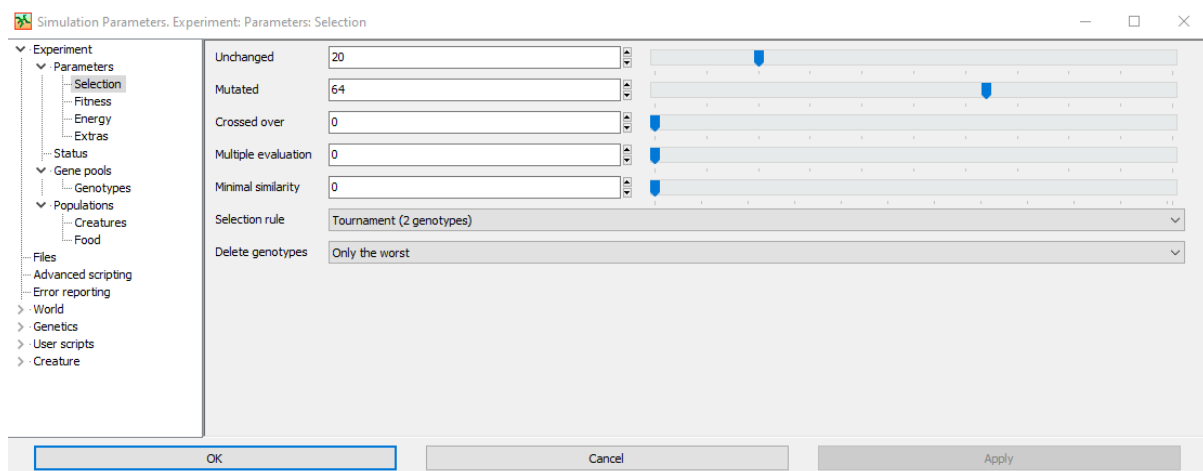 Simulation Parameters. Experiment: Parameters: Selection
Experiment
Parameters
Selection
Fitness
Energy
Extras
Status
Gene pools
Genotypes
Populations
Creatures
Food
Files
Advanced scripting
Error reporting
World
Genetics
User scripts
Creature
Unchanged 20
Mutated 64
Crossed over 0
Multiple evaluation 0
Minimal similarity 0
Selection rule Tournament (2 genotypes)
Delete genotypes Only the worst
OK Cancel Apply